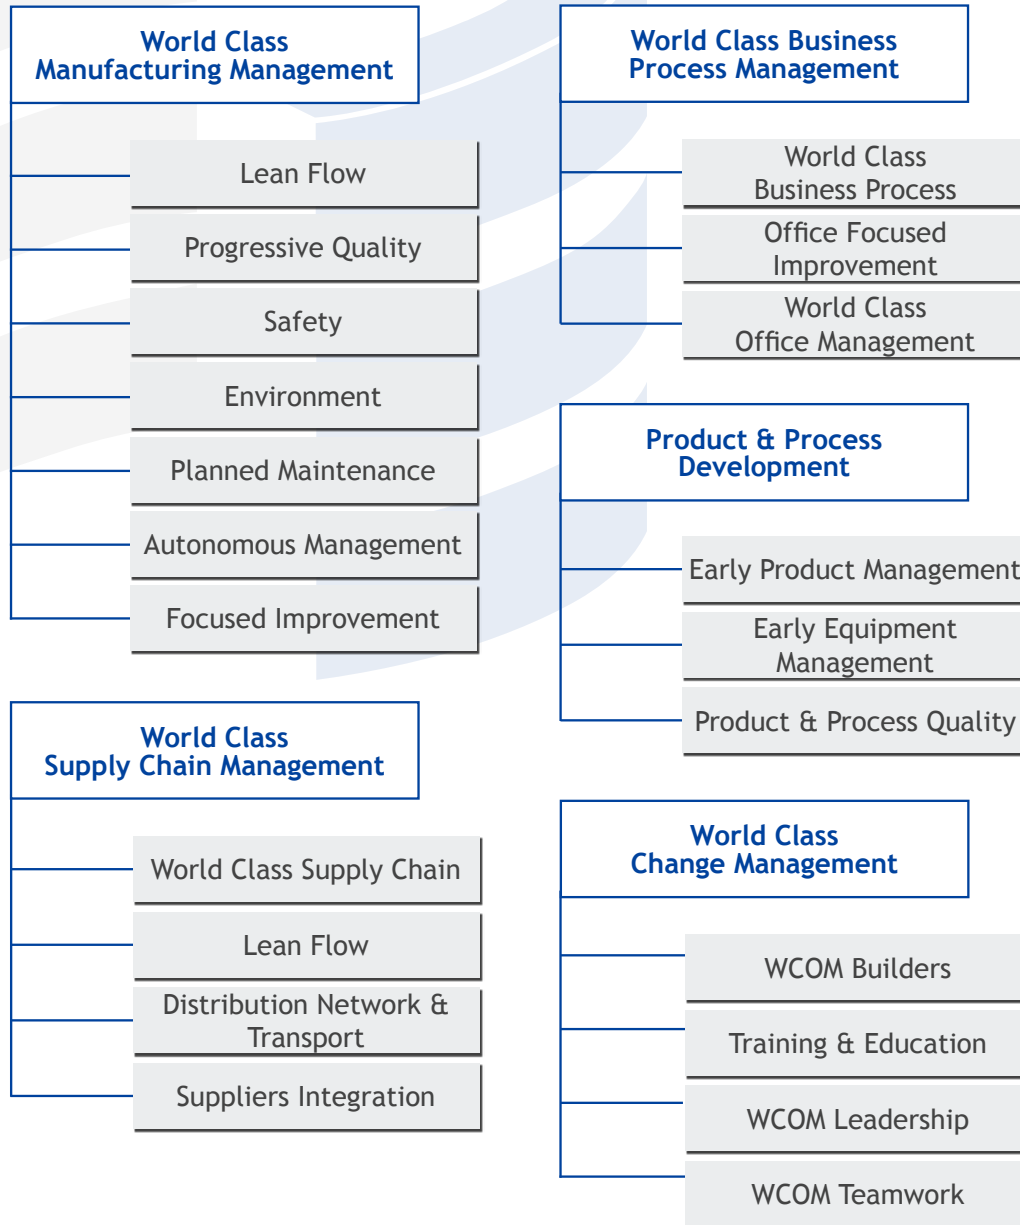 World Class
Manufacturing Management
Lean Flow
Progressive Quality
Safety
Environment
Planned Maintenance
Autonomous Management
Focused Improvement
World Class
Supply Chain Management
World Class Supply Chain
Lean Flow
Distribution Network &
Transport
Suppliers Integration
World Class Business
Process Management
World Class
Business Process
Office Focused
Improvement
World Class
Office Management
Product & Process
Development
Early Product Management
Early Equipment
Management
Product & Process Quality
World Class
Change Management
WCOM Builders
Training & Education
WCOM Leadership
WCOM Teamwork